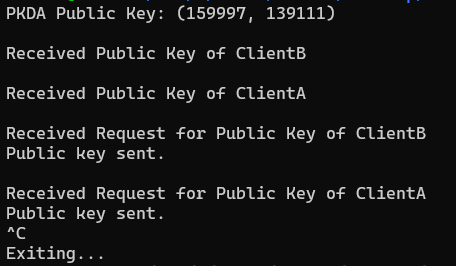 PKDA Public Key: (159997, 139111)
Received Public Key of ClientB
Received Public Key of ClientA
Received Request for Public Key of ClientB
Public key sent.
Received Request for Public Key of ClientA
Public key sent.
^C
Exiting...